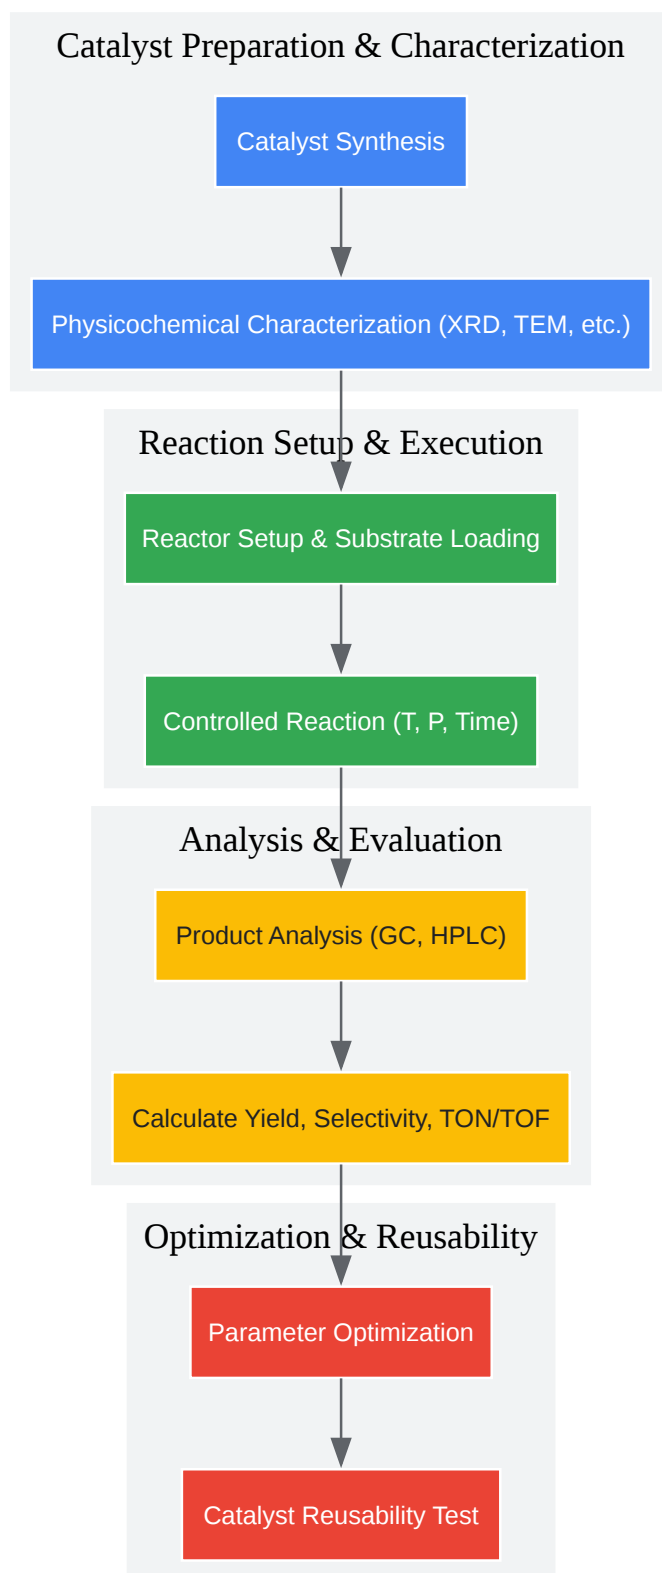 Catalyst Preparation & Characterization
Catalyst Synthesis
Physicochemical Characterization (XRD, TEM, etc.)
Reaction Setup & Execution
Reactor Setup & Substrate Loading
Controlled Reaction (T, P, Time)
Analysis & Evaluation
Product Analysis (GC, HPLC)
Calculate Yield, Selectivity, TON/TOF
Optimization & Reusability
Parameter Optimization
Catalyst Reusability Test